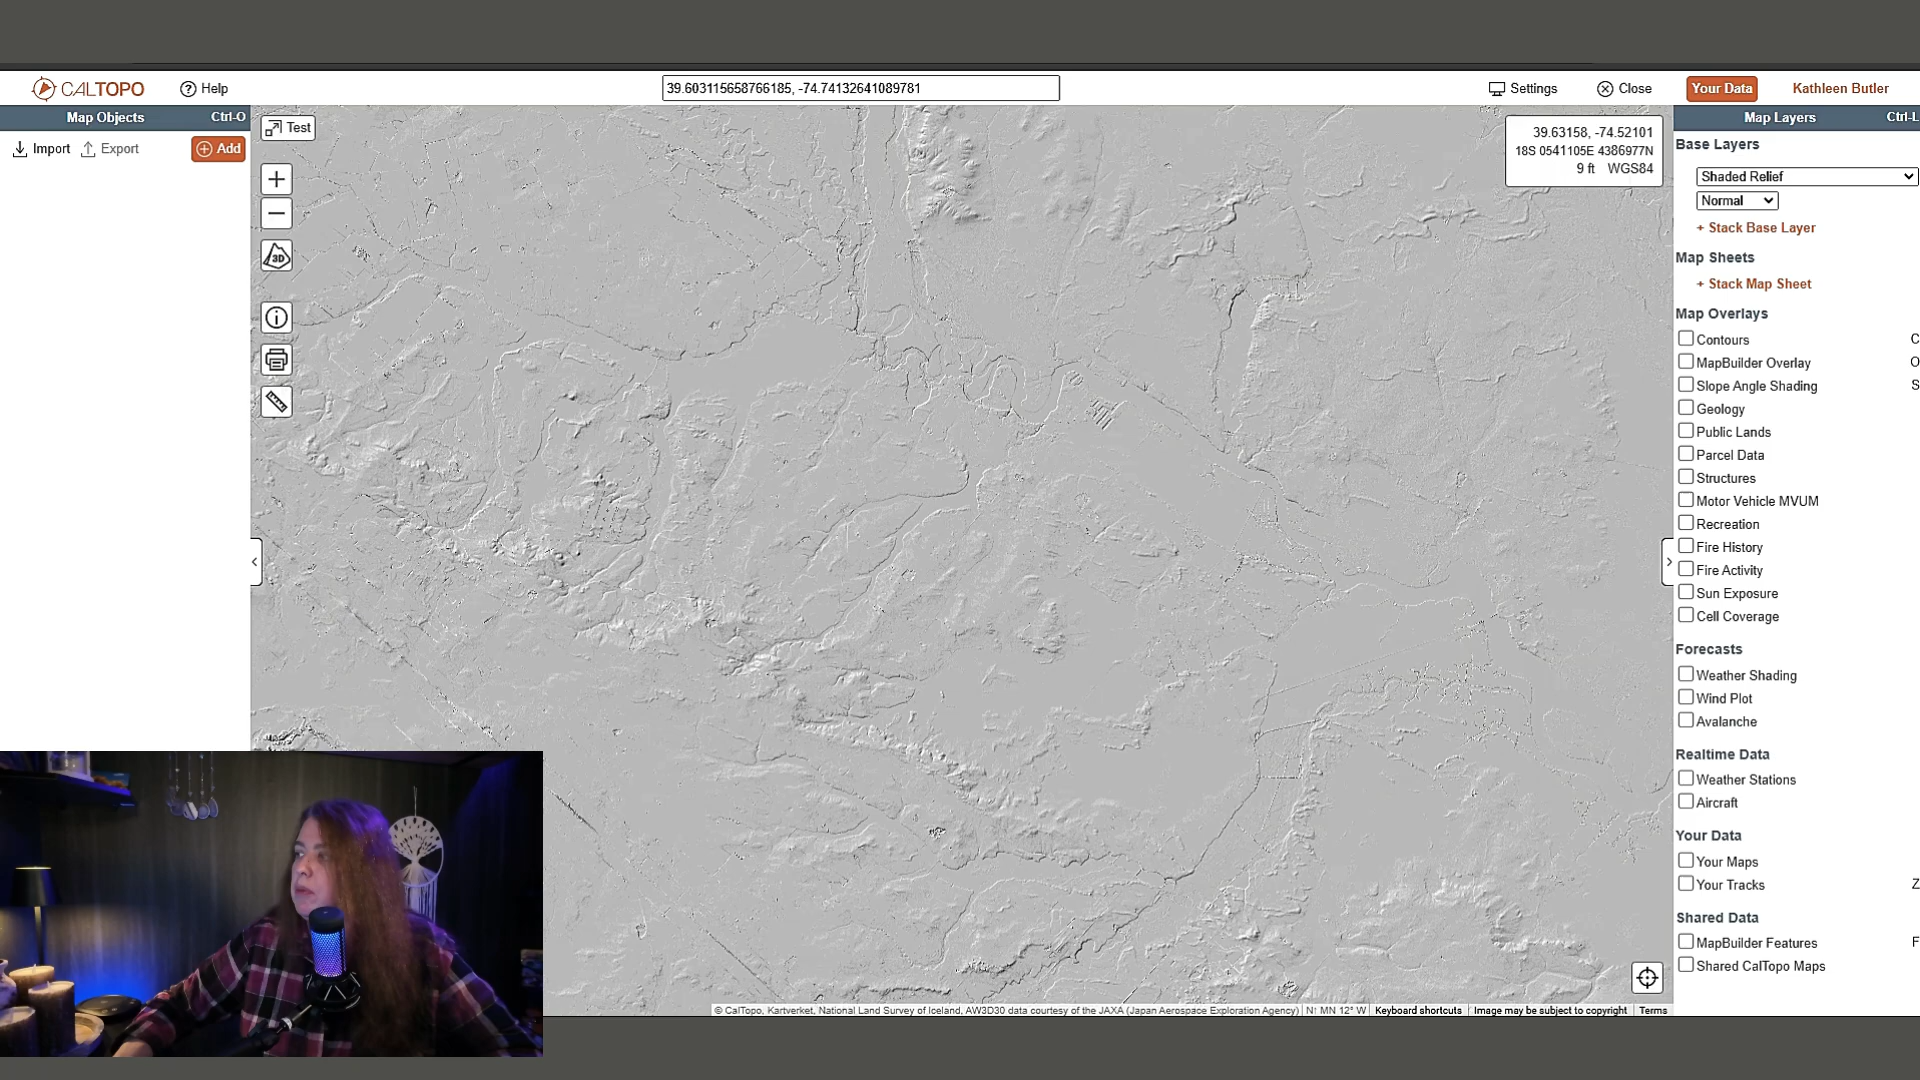 CALTOPO
Help
39.603115658766185, -74.74132641089781
Settings
Close
Your Data
Kathleen Butler
Map Objects
Ctrl-O
Import
Export
Add
Test
3D
39.63158, -74.52101
18S 0541105E 4386977N
9 ft WGS84
Map Layers
Ctrl-L
Base Layers
Shaded Relief
Normal
+ Stack Base Layer
Map Sheets
+ Stack Map Sheet
Map Overlays
Contours C
MapBuilder Overlay O
Slope Angle Shading S
Geology
Public Lands
Parcel Data
Structures
Motor Vehicle MVUM
Recreation
Fire History
Fire Activity
Sun Exposure
Cell Coverage
Forecasts
Weather Shading
Wind Plot
Avalanche
Realtime Data
Weather Stations
Aircraft
Your Data
Your Maps
Your Tracks Z
Shared Data
MapBuilder Features F
Shared CalTopo Maps
© CalTopo, Kartverket, National Land Survey of Iceland, AW3D30 data courtesy of the JAXA (Japan Aerospace Exploration Agency) N↑ MN 12° W Keyboard shortcuts Image may be subject to copyright Terms